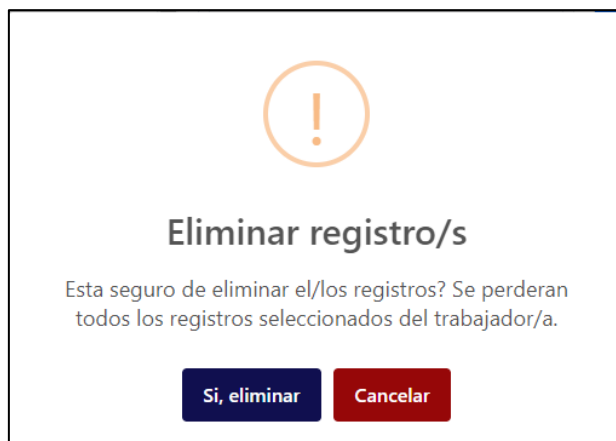 !
Eliminar registro/s
Esta seguro de eliminar el/los registros? Se perderan
todos los registros seleccionados del trabajador/a.
Si, eliminar
Cancelar